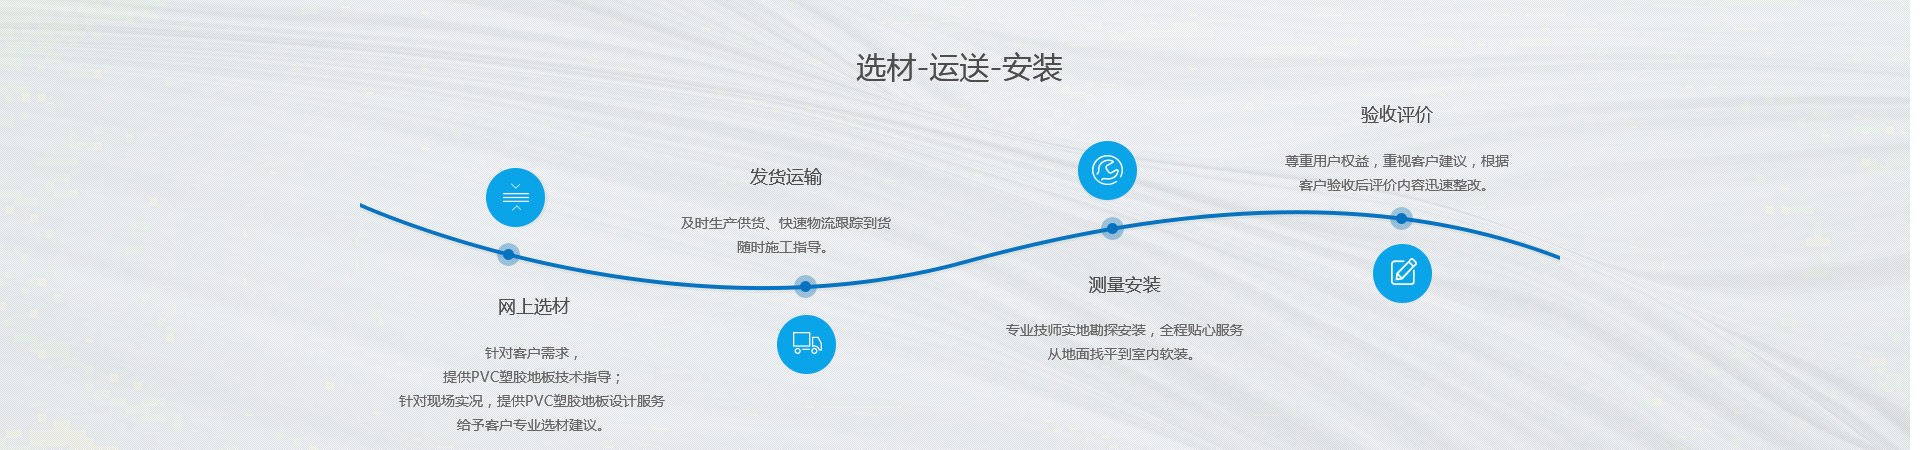 选材-运送-安装
网上选材
针对客户需求，
提供PVC塑胶地板技术指导；
针对现场实况，提供PVC塑胶地板设计服务
给予客户专业选材建议。
发货运输
及时生产供货、快速物流跟踪到货
随时施工指导。
测量安装
专业技师实地勘探安装，全程贴心服务
从地面找平到室内软装。
验收评价
尊重用户权益，重视客户建议，根据
客户验收后评价内容迅速整改。